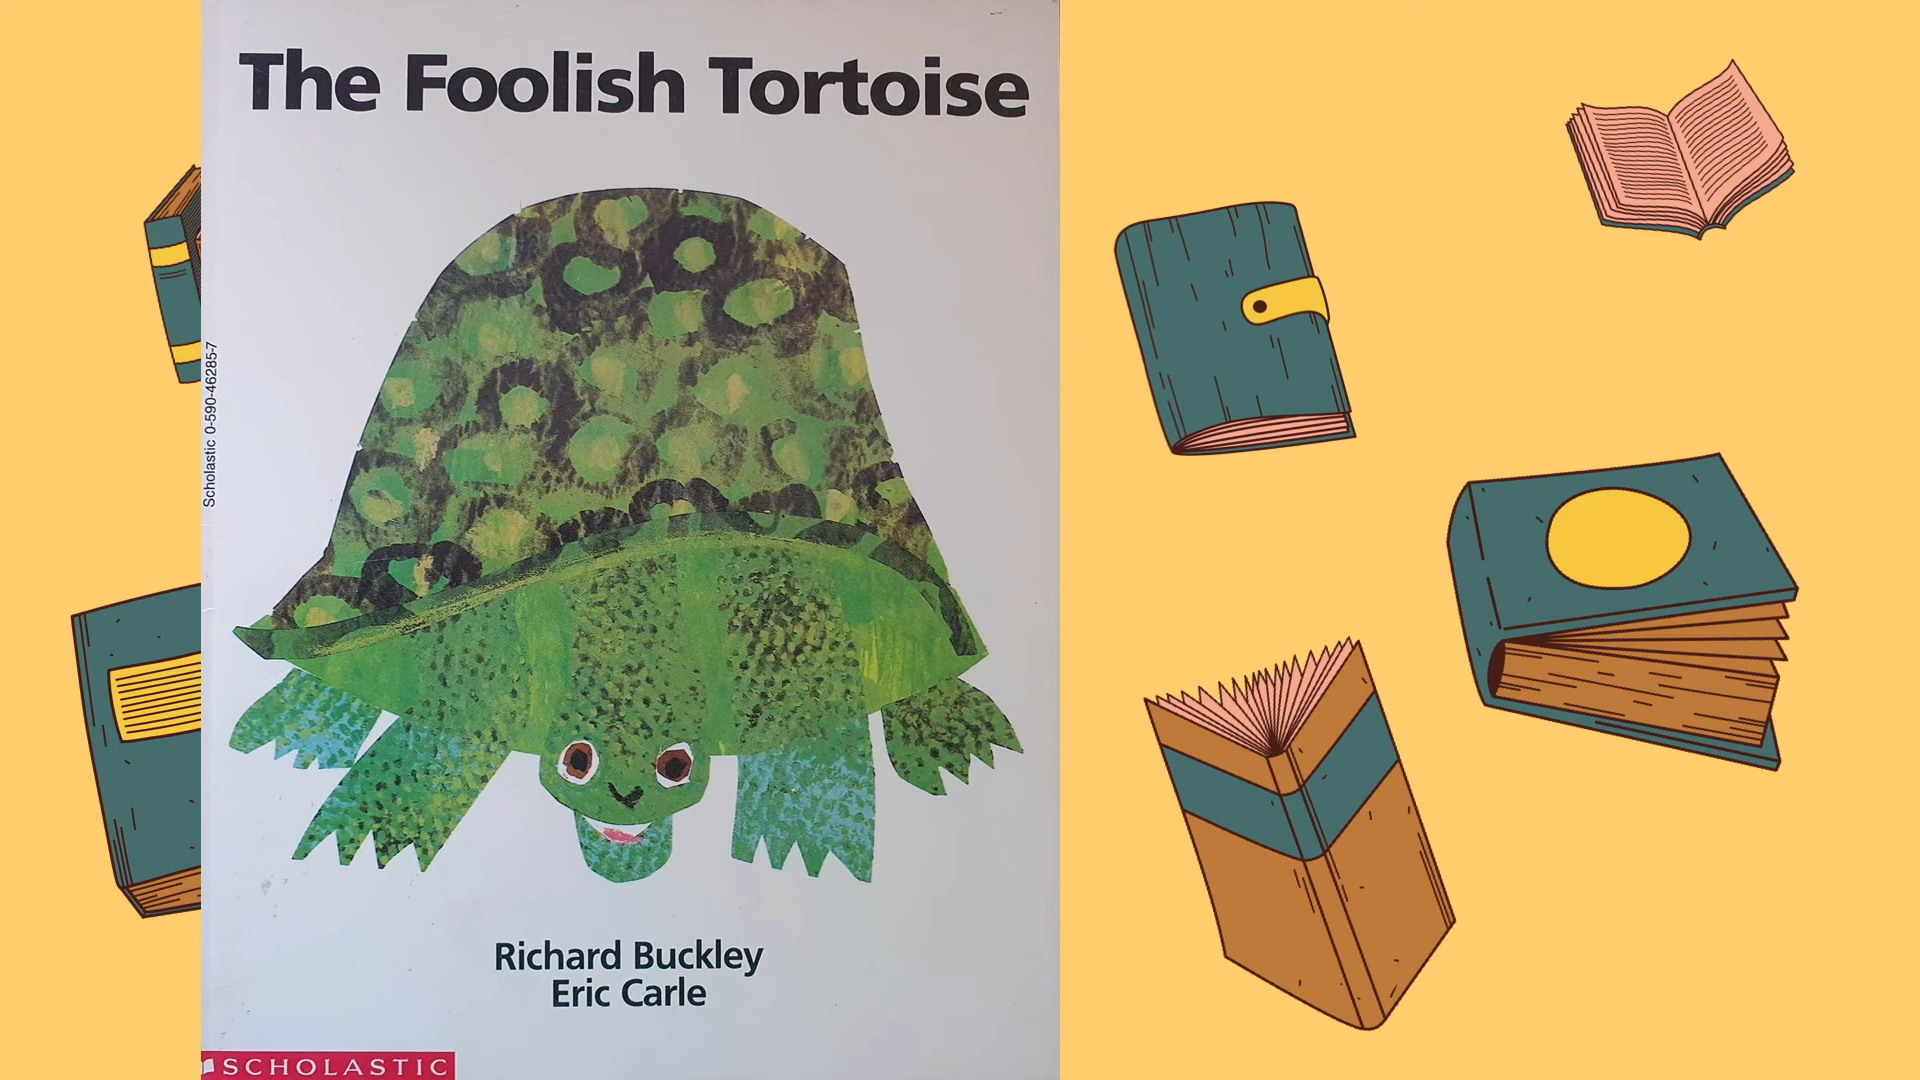 The Foolish Tortoise
Scholastic 0-590-46285-7
Richard Buckley
Eric Carle
SCHOLASTIC